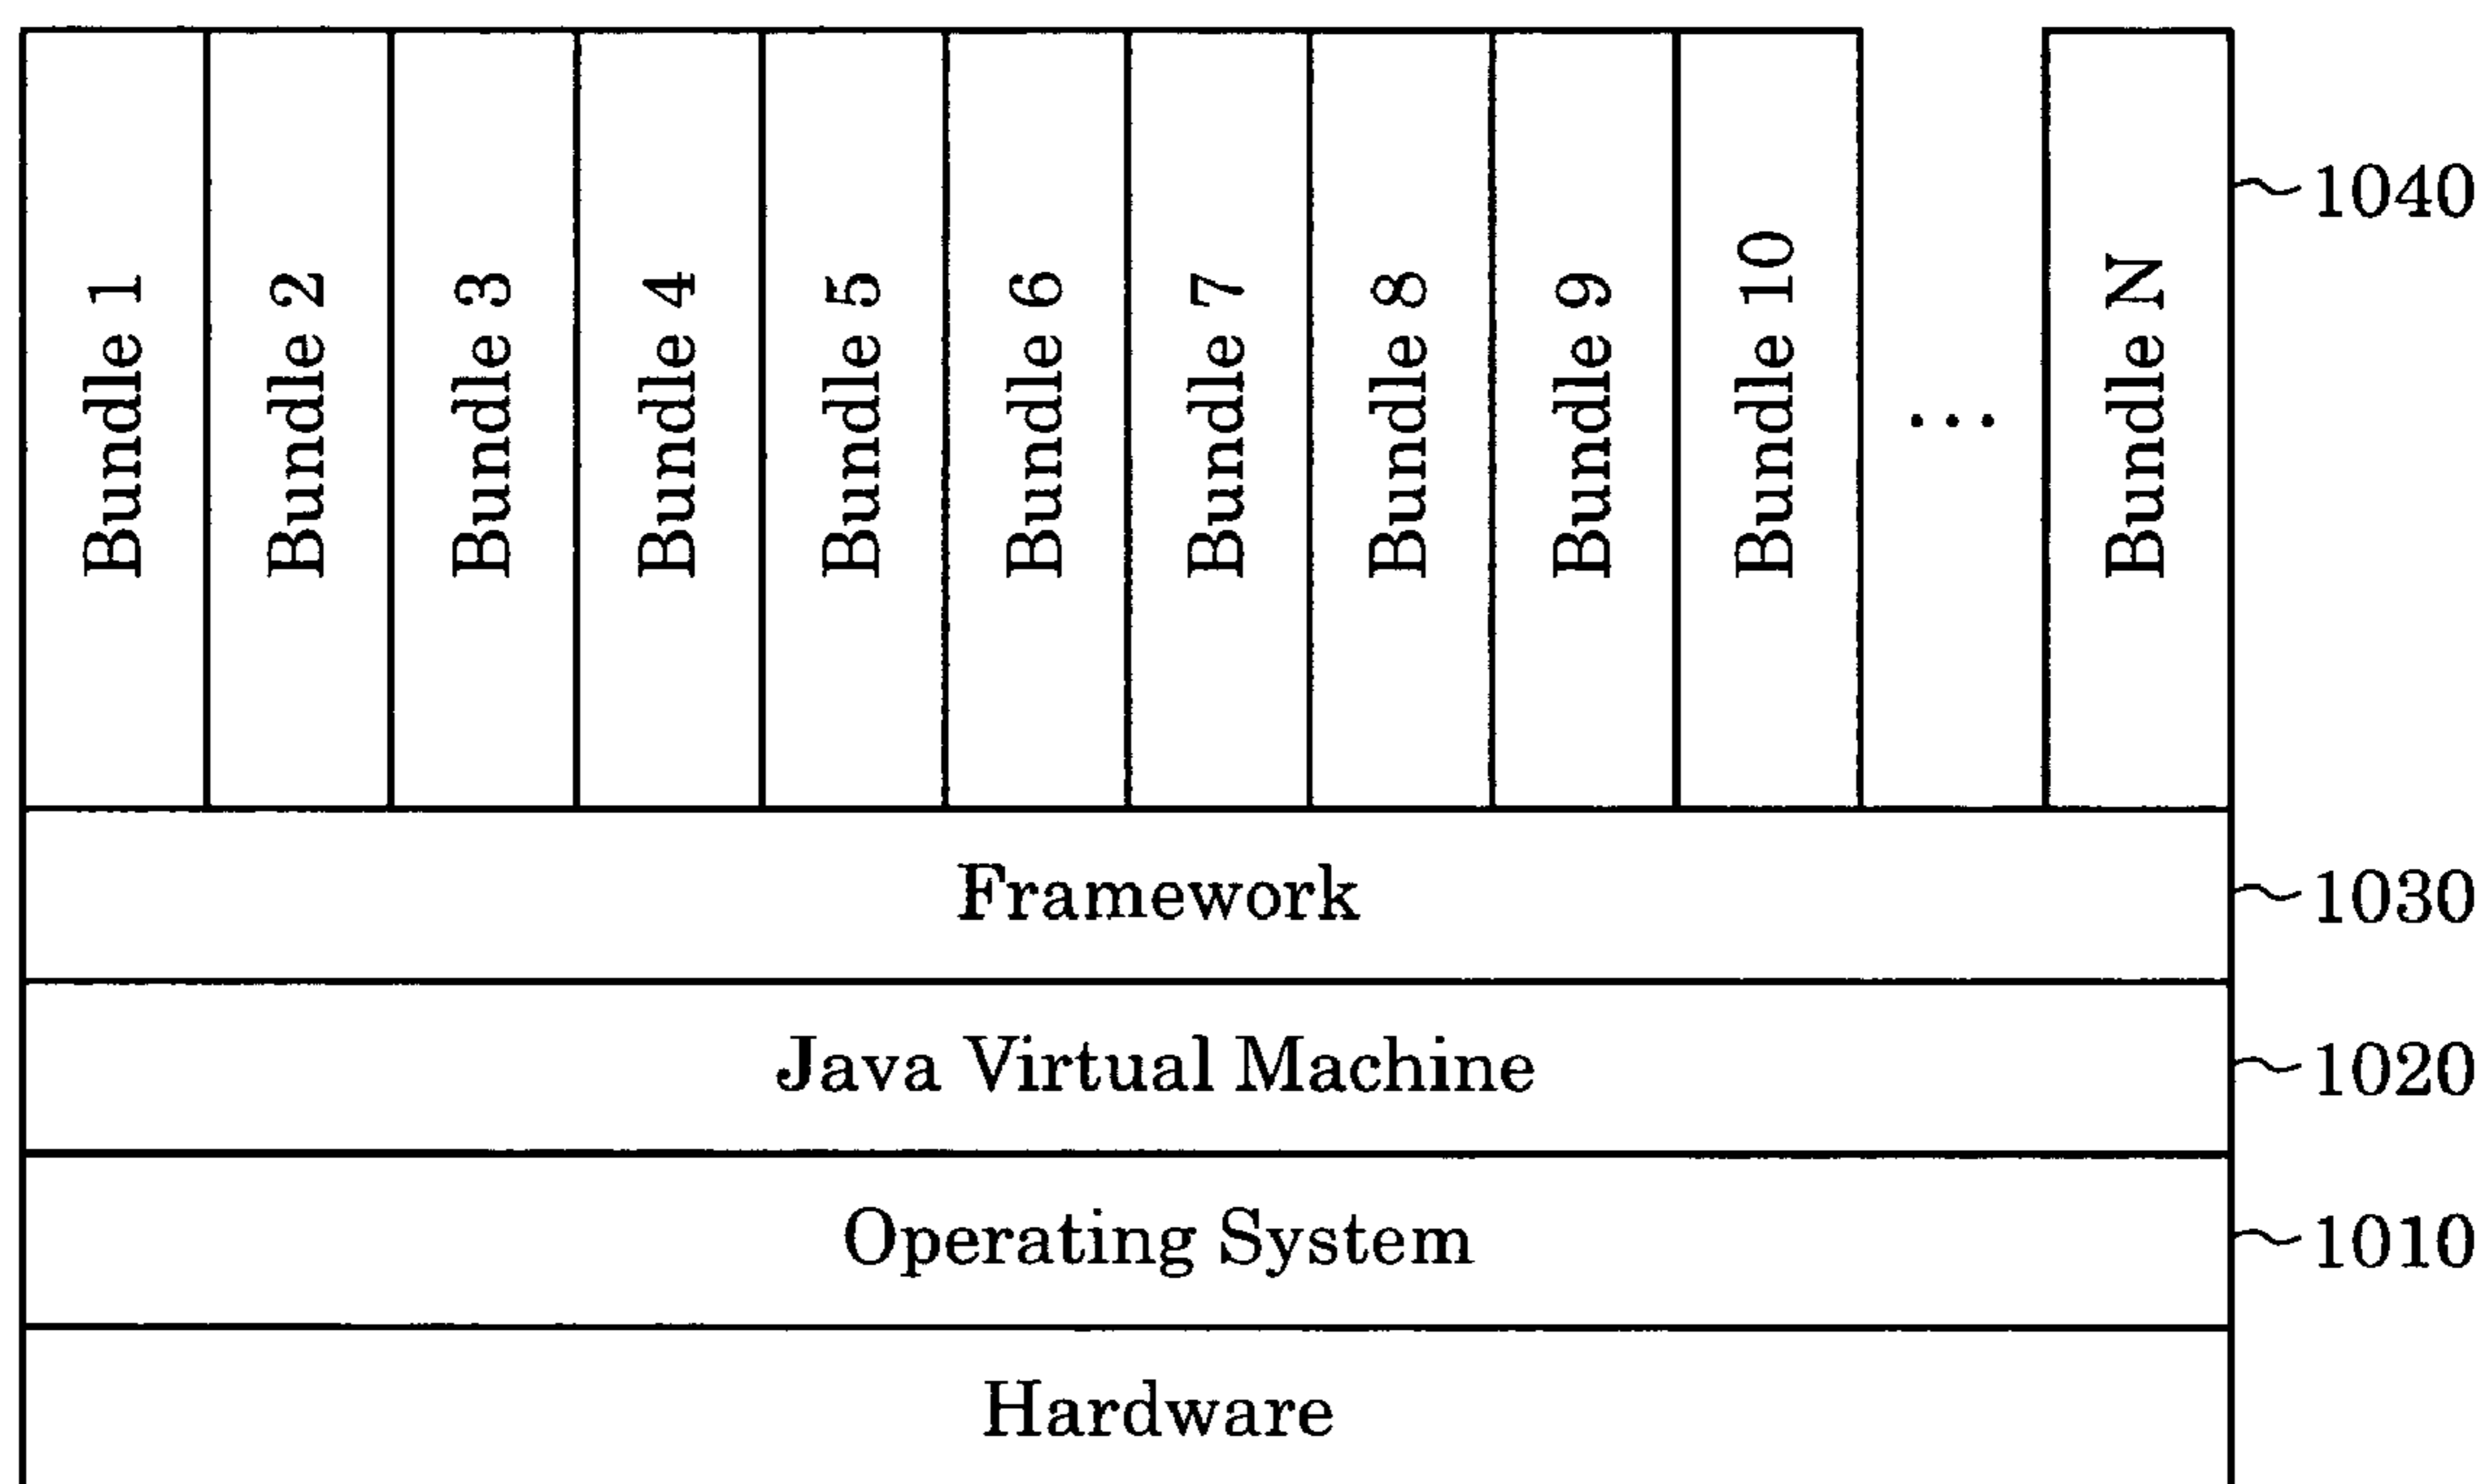 Bundle 1
Bundle 2
Bundle 3
Bundle 4
Bundle 5
Bundle 6
Bundle 7
Bundle 8
Bundle 9
Bundle 10
...
Bundle N
1040
Framework
1030
Java Virtual Machine
1020
Operating System
1010
Hardware